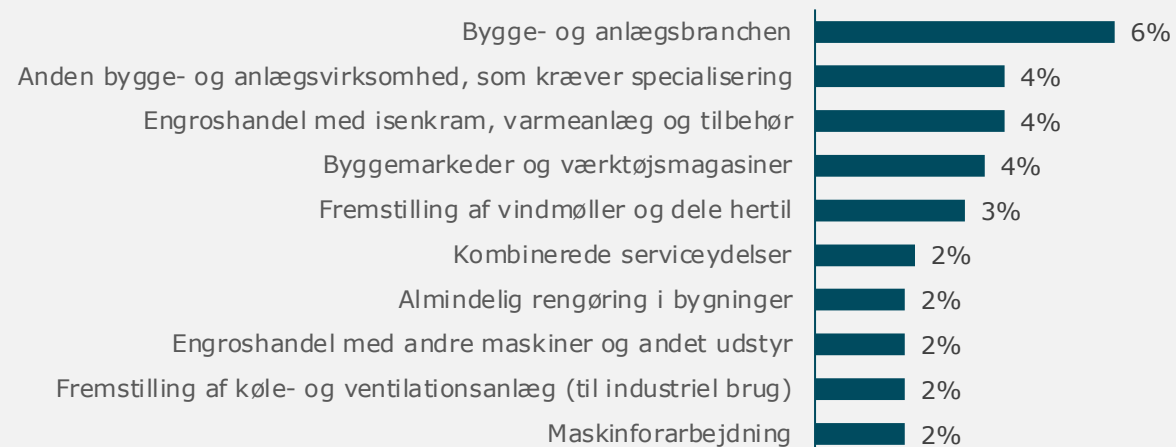 Bygge- og anlægsbranchen 6%
Anden bygge- og anlægsvirksomhed, som kræver specialisering 4%
Engroshandel med isenkram, varmeanlæg og tilbehør 4%
Byggemarkeder og værktøjsmagasiner 4%
Fremstilling af vindmøller og dele hertil 3%
Kombinerede serviceydelser 2%
Almindelig rengøring i bygninger 2%
Engroshandel med andre maskiner og andet udstyr 2%
Fremstilling af køle- og ventilationsanlæg (til industriel brug) 2%
Maskinforarbejdning 2%